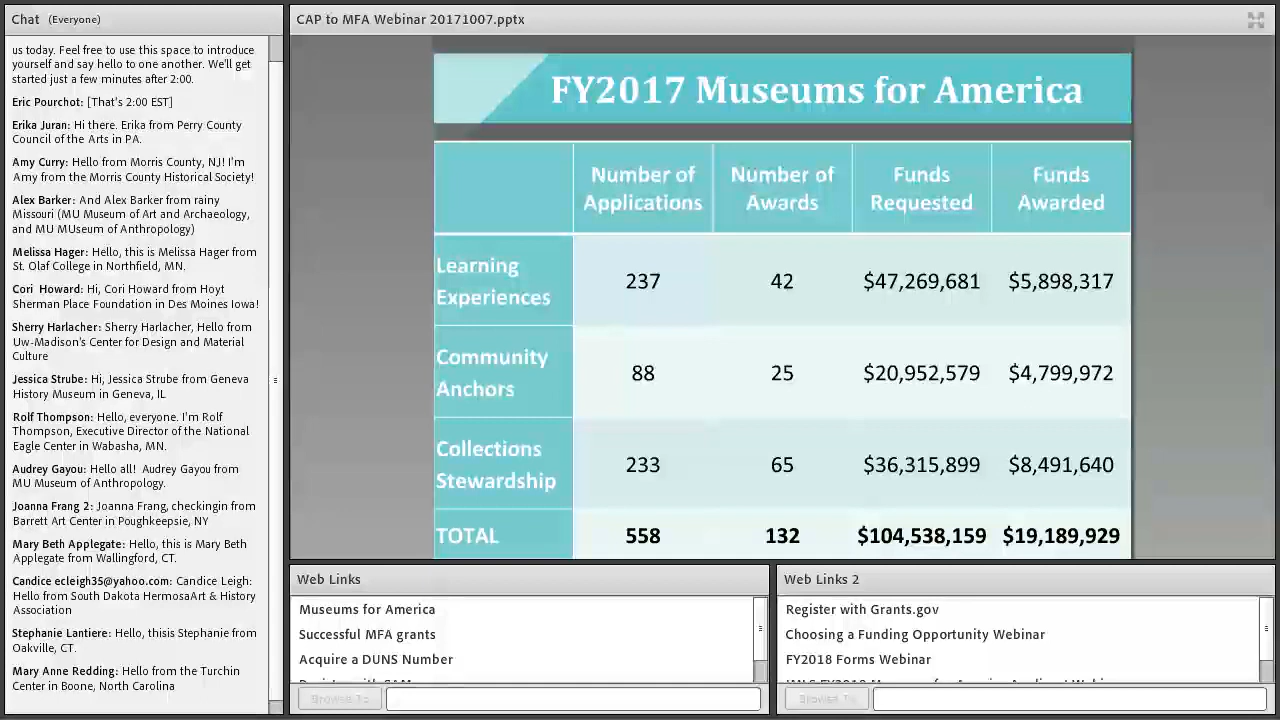 Chat (Everyone)
us today. Feel free to use this space to introduce
yourself and say hello to one another. We'll get
started just a few minutes after 2:00.
Eric Pourchot: [That's 2:00 EST]
Erika Juran: Hi there. Erika from Perry County
Council of the Arts in PA.
Amy Curry: Hello from Morris County, NJ! I'm
Amy from the Morris County Historical Society!
Alex Barker: And Alex Barker from rainy
Missouri (MU Museum of Art and Archaeology,
and MU MUseum of Anthropology)
Melissa Hager: Hello, this is Melissa Hager from
St. Olaf College in Northfield, MN.
Cori Howard: Hi, Cori Howard from Hoyt
Sherman Place Foundation in Des Moines Iowa!
Sherry Harlacher: Sherry Harlacher, Hello from
Uw-Madison's Center for Design and Material
Culture
Jessica Strube: Hi, Jessica Strube from Geneva
History Museum in Geneva, IL
Rolf Thompson: Hello, everyone. I'm Rolf
Thompson, Executive Director of the National
Eagle Center in Wabasha, MN.
Audrey Gayou: Hello all! Audrey Gayou from
MU Museum of Anthropology.
Joanna Frang 2: Joanna Frang, checkingin from
Barrett Art Center in Poughkeepsie, NY
Mary Beth Applegate: Hello, this is Mary Beth
Applegate from Wallingford, CT.
Candice ecleigh35@yahoo.com: Candice Leigh:
Hello from South Dakota HermosaArt & History
Association
Stephanie Lantiere: Hello, thisis Stephanie from
Oakville, CT.
Mary Anne Redding: Hello from the Turchin
Center in Boone, North Carolina
CAP to MFA Webinar 20171007.pptx
FY2017 Museums for America
Number of Applications Number of Awards Funds Requested Funds Awarded
Learning Experiences 237 42 $47,269,681 $5,898,317
Community Anchors 88 25 $20,952,579 $4,799,972
Collections Stewardship 233 65 $36,315,899 $8,491,640
TOTAL 558 132 $104,538,159 $19,189,929
Web Links
Museums for America
Successful MFA grants
Acquire a DUNS Number
Browse To
Web Links 2
Register with Grants.gov
Choosing a Funding Opportunity Webinar
FY2018 Forms Webinar
Browse To